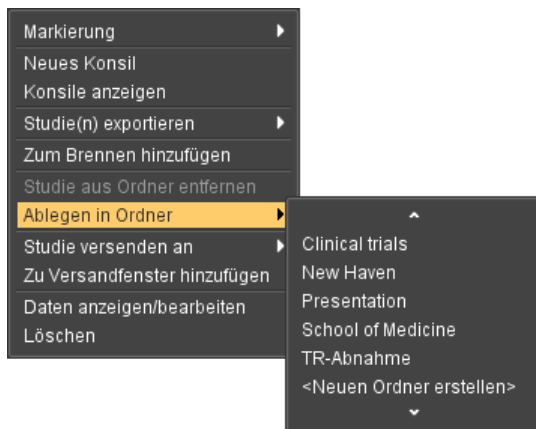 Markierung
Neues Konsil
Konsile anzeigen
Studie(n) exportieren
Zum Brennen hinzufügen
Studie aus Ordner entfernen
Ablegen in Ordner
Studie versenden an
Zu Versandfenster hinzufügen
Daten anzeigen/bearbeiten
Löschen
Clinical trials
New Haven
Presentation
School of Medicine
TR-Abnahme
<Neuen Ordner erstellen>